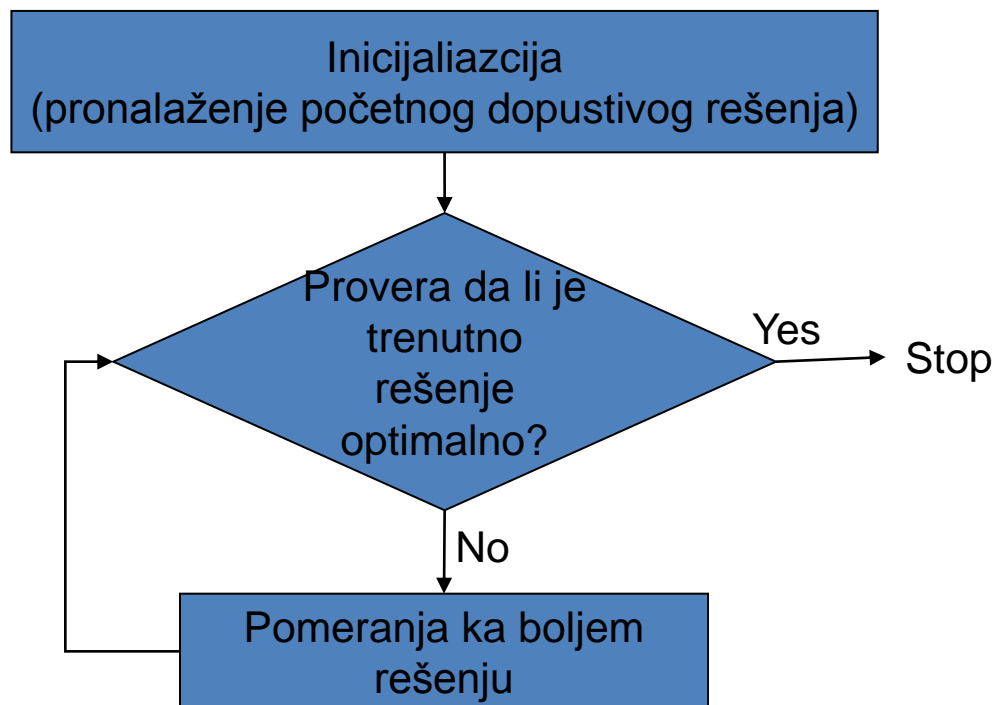 Inicijaliazcija
(pronalaženje početnog dopustivog rešenja)
Provera da li je
trenutno
rešenje
optimalno?
Yes
Stop
No
Pomeranja ka boljem
rešenju